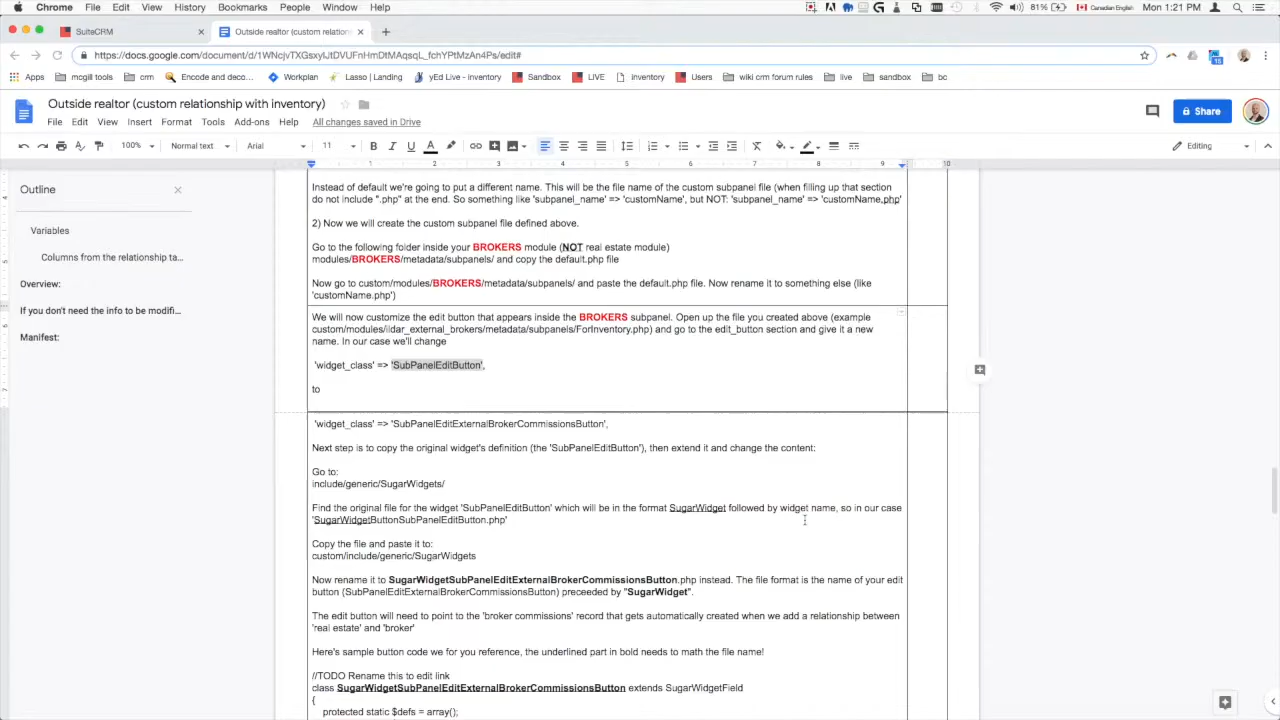 Chrome File Edit View History Bookmarks People Window Help 81% Canadian English Mon 1:21 PM
SuiteCRM × Outside realtor (custom relation × +
https://docs.google.com/document/d/
Apps mogill tools crm Encode and deco... Workplan Lasso | Landing yEd Live - inventory Sandbox LIVE Inventory Users wiki crm forum rules live sandbox bc
Outside realtor (custom relationship with inventory)
File Edit View Insert Format Tools Add-ons Help All changes saved in Drive
Share
100% Normal text Arial 11 B I U A Editing
1 2 3 4 5 6 7 8 9 10
Outline
Variables
Columns from the relationship ta...
Overview:
If you don't need the info to be modifi...
Manifest:
Instead of default we're going to put a different name. This will be the file name of the custom subpanel file (when filling up that section
do not include ".php" at the end. So something like 'subpanel_name' => 'customName', but NOT: 'subpanel_name' => 'customName.php'
2) Now we will create the custom subpanel file defined above.
Go to the following folder inside your BROKERS module (NOT real estate module)
modules/BROKERS/metadata/subpanels/ and copy the default.php file
Now go to custom/modules/BROKERS/metadata/subpanels/ and paste the default.php file. Now rename it to something else (like
'customName.php')
We will now customize the edit button that appears inside the BROKERS subpanel. Open up the file you created above (example
custom/modules/ildar_external_brokers/metadata/subpanels/ForInventory.php) and go to the edit_button section and give it a new
name. In our case we'll change
'widget_class' => 'SubPanelEditButton',
to
'widget_class' => 'SubPanelEditExternalBrokerCommissionsButton',
Next step is to copy the original widget's definition (the 'SubPanelEditButton'), then extend it and change the content:
Go to:
include/generic/SugarWidgets/
Find the original file for the widget 'SubPanelEditButton' which will be in the format SugarWidget followed by widget name, so in our case
'SugarWidgetButtonSubPanelEditButton.php'
Copy the file and paste it to:
custom/include/generic/SugarWidgets
Now rename it to SugarWidgetSubPanelEditExternalBrokerCommissionsButton.php instead. The file format is the name of your edit
button (SubPanelEditExternalBrokerCommissionsButton) preceeded by "SugarWidget".
The edit button will need to point to the 'broker commissions' record that gets automatically created when we add a relationship between
'real estate' and 'broker'
Here's sample button code we for you reference, the underlined part in bold needs to math the file name!
//TODO Rename this to edit link
class SugarWidgetSubPanelEditExternalBrokerCommissionsButton extends SugarWidgetField
{
protected static $defs = array();